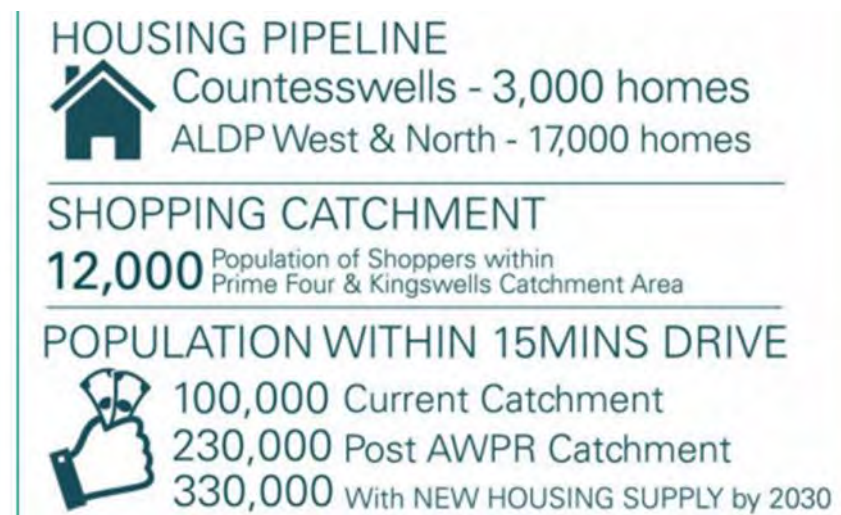 HOUSING PIPELINE
Countesswells - 3,000 homes
ALDP West & North - 17,000 homes
SHOPPING CATCHMENT
12,000 Population of Shoppers within
Prime Four & Kingswells Catchment Area
POPULATION WITHIN 15MINS DRIVE
100,000 Current Catchment
230,000 Post AWPR Catchment
330,000 With NEW HOUSING SUPPLY by 2030